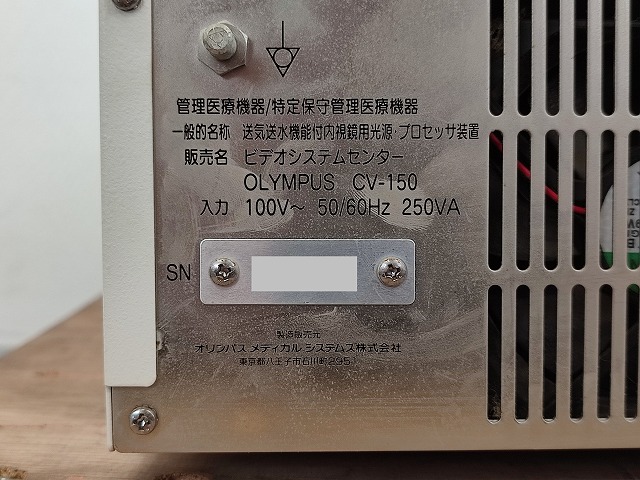 管理医療機器/特定保守管理医療機器
一般的名称 送気送水機能付内視鏡用光源・プロセッサ装置
販売名 ビデオシステムセンター
OLYMPUS CV-150
入力 100V～ 50/60Hz 250VA
SN
製造販売元
オリンパス メディカル システムズ株式会社
東京都八王子市石川町2951